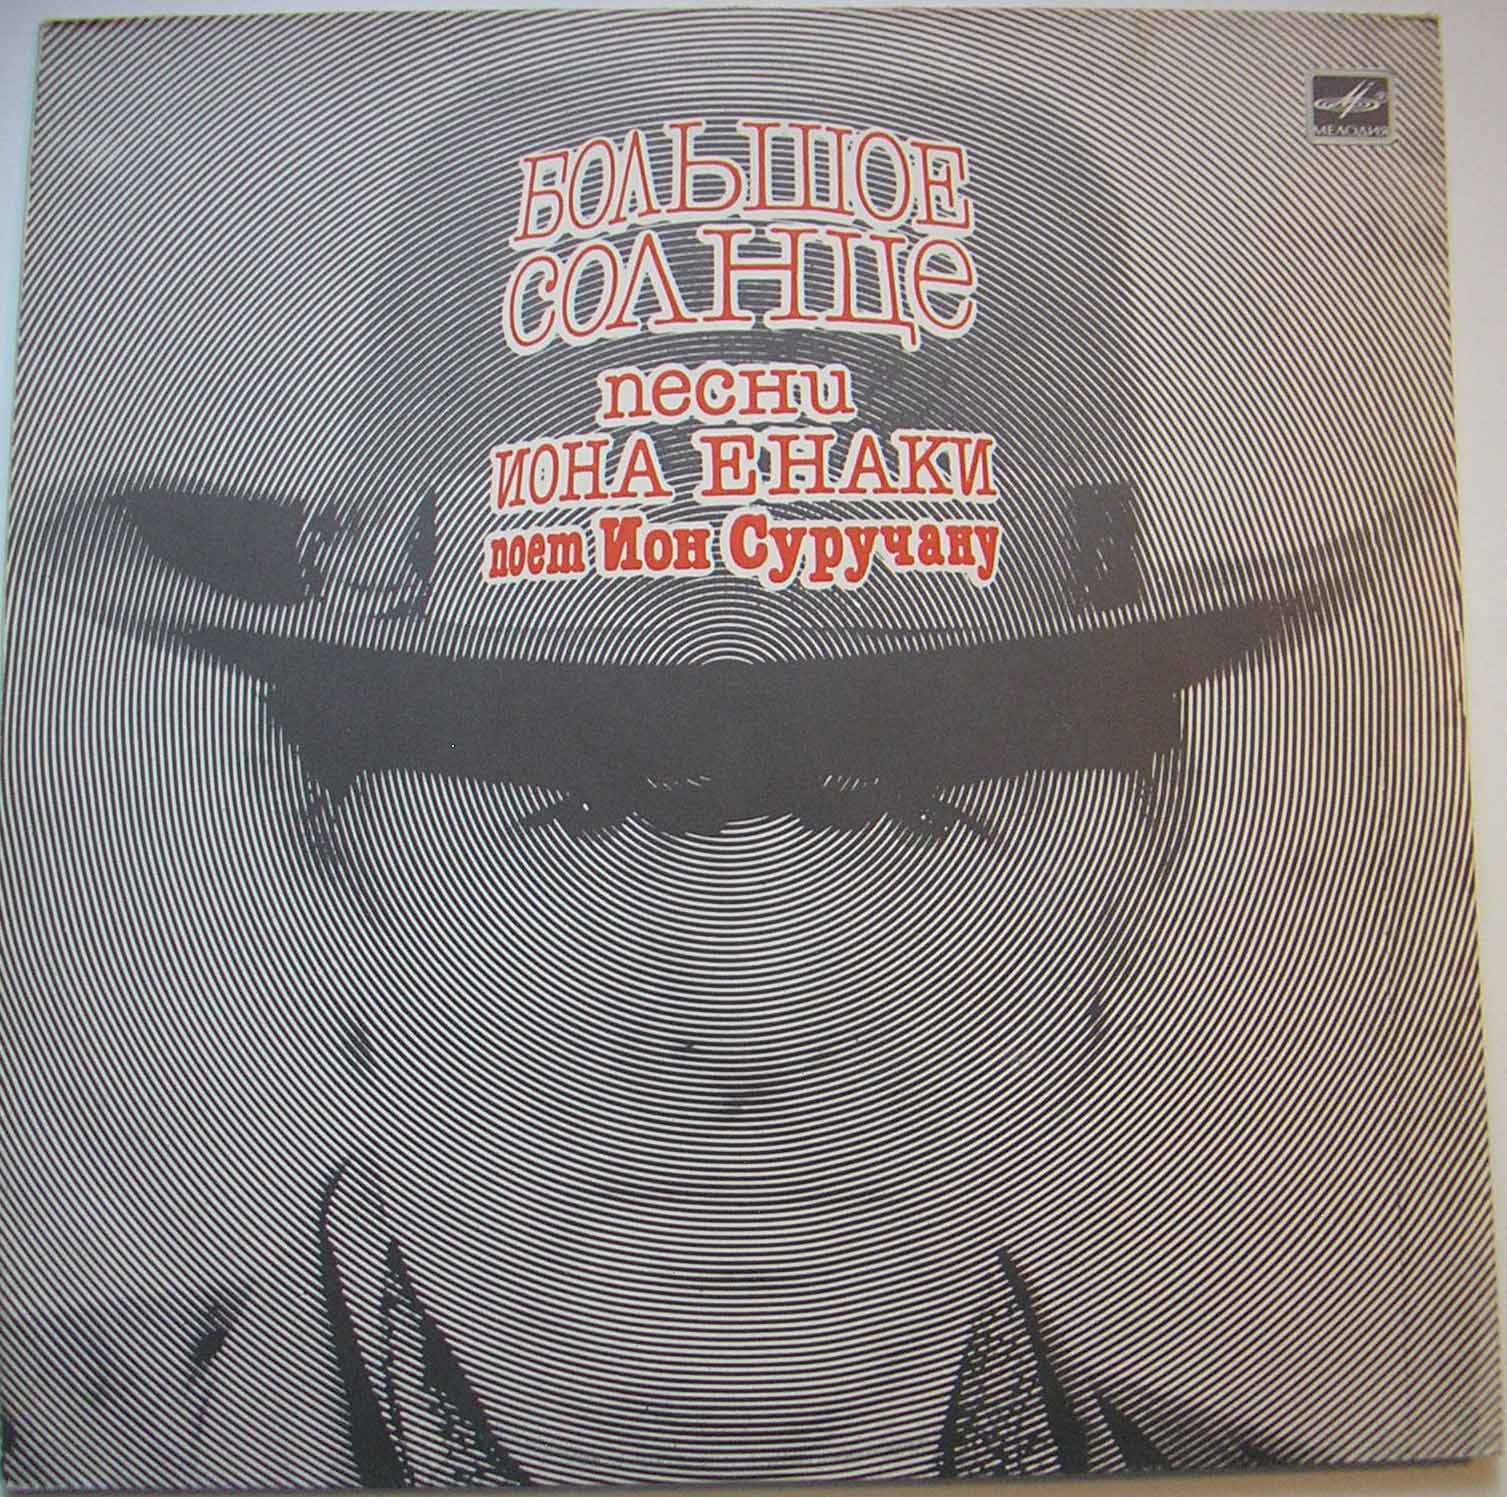 БОЛЬШОЕ
СОЛНЦЕ
песни
ИОНА ЕНАКИ
поет Ион Суручану
МЕЛОДИЯ